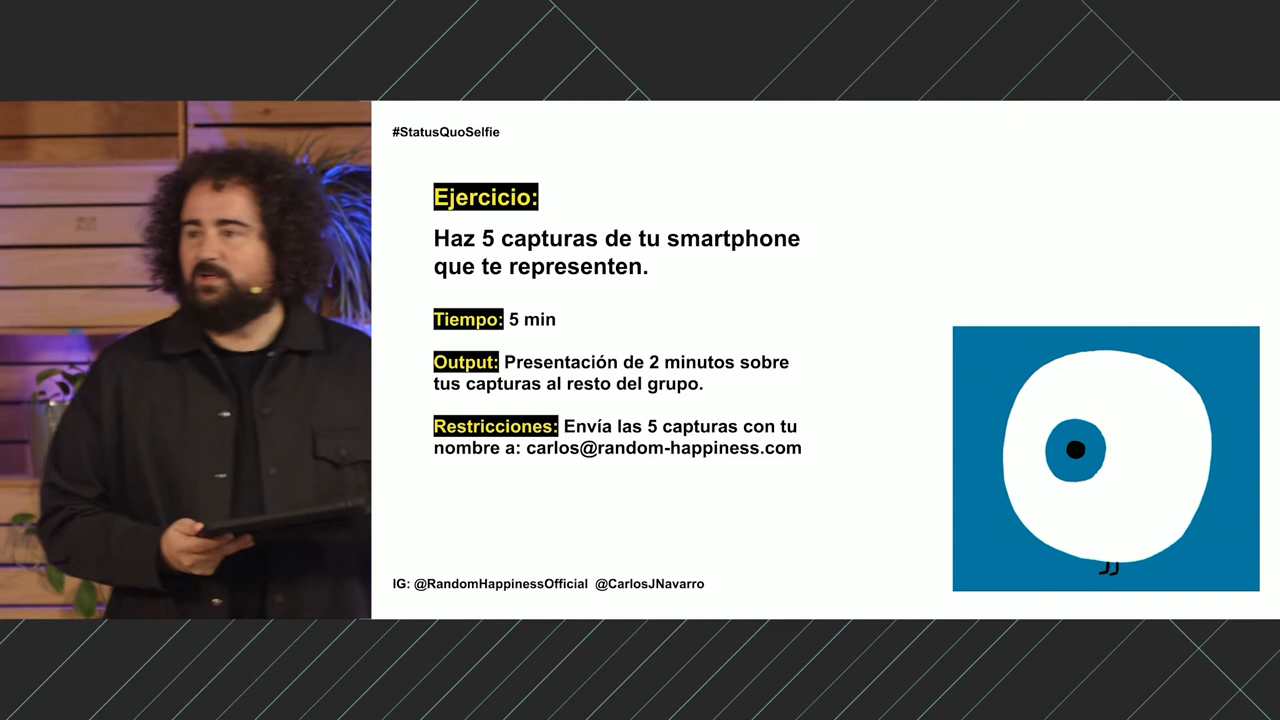 #StatusQuoSelfie
Ejercicio:
Haz 5 capturas de tu smartphone
que te representen.
Tiempo: 5 min
Output: Presentación de 2 minutos sobre
tus capturas al resto del grupo.
Restricciones: Envía las 5 capturas con tu
nombre a: carlos@random-happiness.com
IG: @RandomHappinessOfficial @CarlosJNavarro